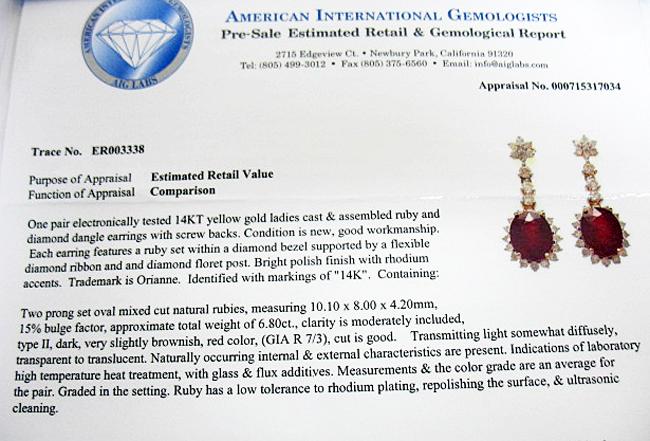 AMERICAN INTERNATIONAL GEMOLOGISTS
AIG LABS
AMERICAN INTERNATIONAL GEMOLOGISTS
Pre-Sale Estimated Retail & Gemological Report
2715 Edgeview Ct. • Newbury Park, California 91320
Tel: (805) 499-3012 • Fax (805) 375-6560 • Email: info@aiglabs.com
Appraisal No. 000715317034
Trace No. ER003338
Purpose of Appraisal Estimated Retail Value
Function of Appraisal Comparison
One pair electronically tested 14KT yellow gold ladies cast & assembled ruby and
diamond dangle earrings with screw backs. Condition is new, good workmanship.
Each earring features a ruby set within a diamond bezel supported by a flexible
diamond ribbon and and diamond floret post. Bright polish finish with rhodium
accents. Trademark is Orianne. Identified with markings of "14K". Containing:
Two prong set oval mixed cut natural rubies, measuring 10.10 x 8.00 x 4.20mm,
15% bulge factor, approximate total weight of 6.80ct., clarity is moderately included,
type II, dark, very slightly brownish, red color, (GIA R 7/3), cut is good. Transmitting light somewhat diffusely,
transparent to translucent. Naturally occurring internal & external characteristics are present. Indications of laboratory
high temperature heat treatment, with glass & flux additives. Measurements & the color grade are an average for
the pair. Graded in the setting. Ruby has a low tolerance to rhodium plating, repolishing the surface, & ultrasonic
cleaning.